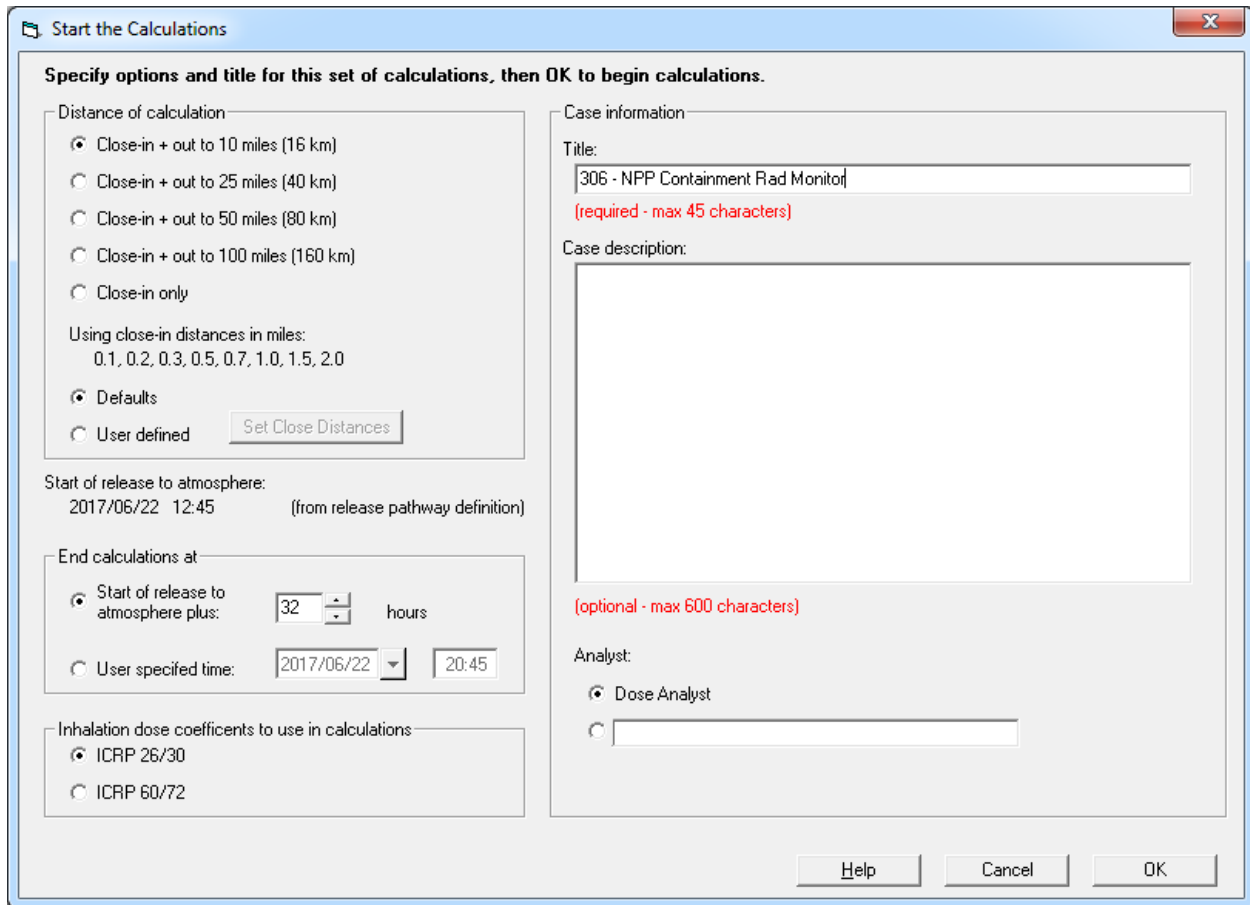 Start the Calculations
Specify options and title for this set of calculations, then OK to begin calculations.
Distance of calculation
Close-in + out to 10 miles (16 km)
Close-in + out to 25 miles (40 km)
Close-in + out to 50 miles (80 km)
Close-in + out to 100 miles (160 km)
Close-in only
Using close-in distances in miles:
0.1, 0.2, 0.3, 0.5, 0.7, 1.0, 1.5, 2.0
Defaults
User defined
Set Close Distances
Start of release to atmosphere:
2017/06/22 12:45 (from release pathway definition)
End calculations at
Start of release to
atmosphere plus:
32 hours
User specifed time:
2017/06/22 20:45
Inhalation dose coefficents to use in calculations
ICRP 26/30
ICRP 60/72
Case information
Title:
306 - NPP Containment Rad Monitor
(required - max 45 characters)
Case description:
(optional - max 600 characters)
Analyst:
Dose Analyst
Help
Cancel
OK